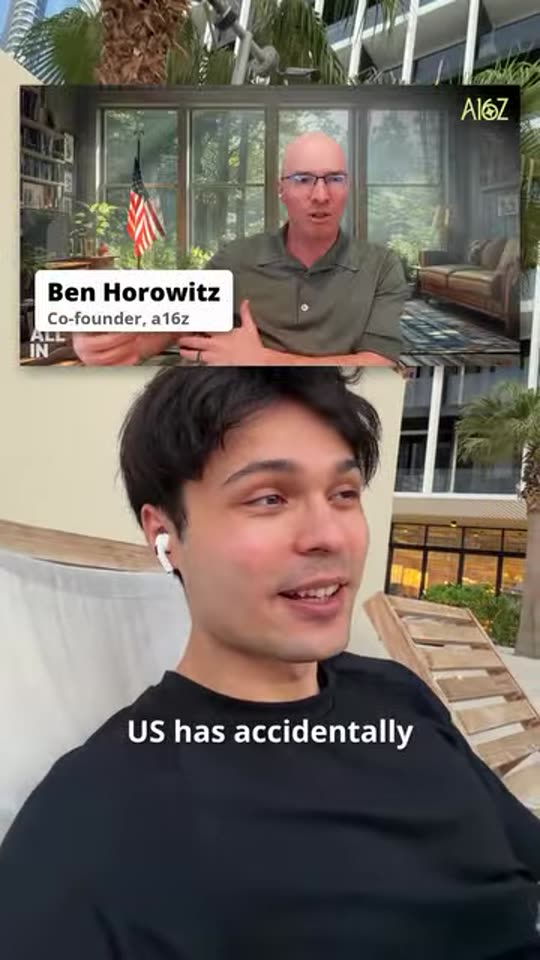 A16Z
Ben Horowitz
Co-founder, a16z
ALL
IN
US has accidentally